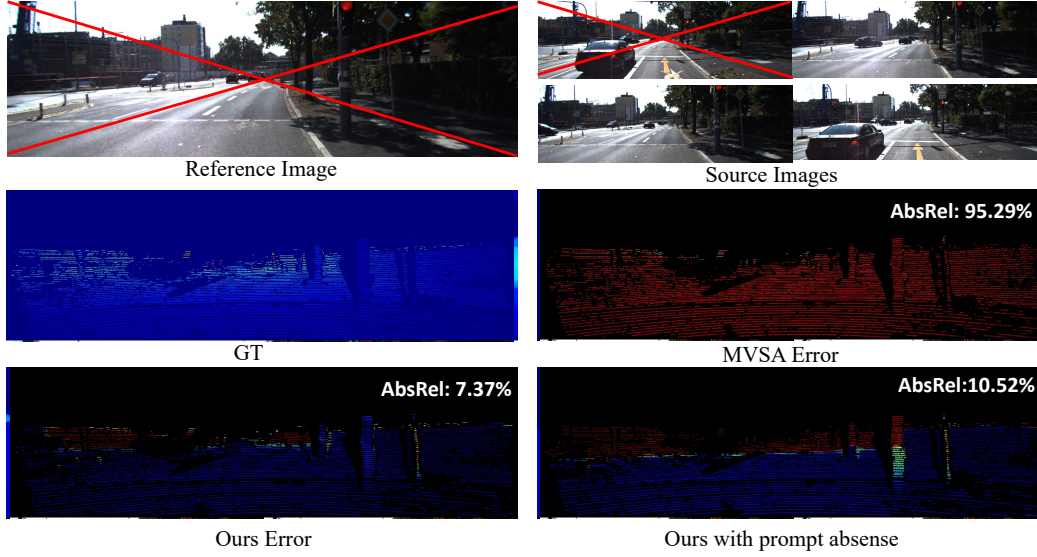 Reference Image
Source Images
AbsRel: 95.29%
GT
MVSA Error
AbsRel: 7.37%
AbsRel:10.52%
Ours Error
Ours with prompt absense